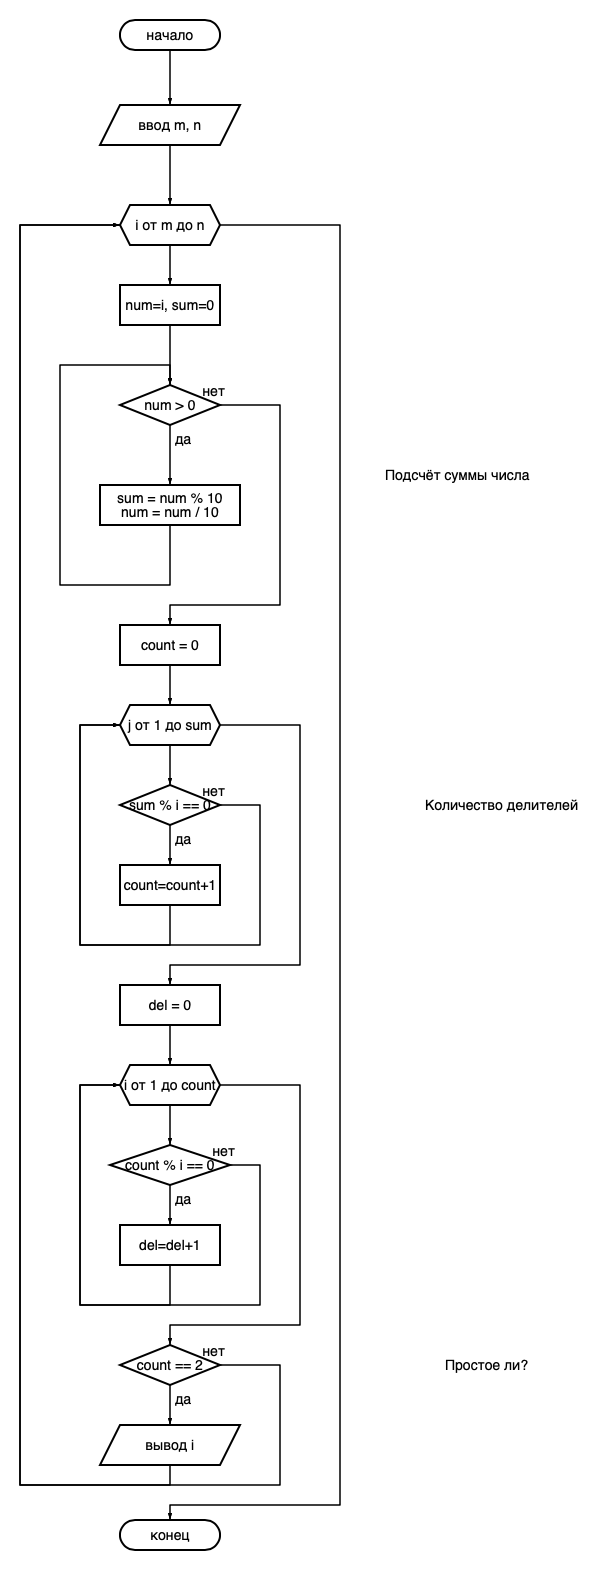 начало
ввод m, n
i от m до n
num=i, sum=0
нет
num > 0
да
Подсчёт суммы числа
sum = num % 10
num = num / 10
count = 0
j от 1 до sum
нет
sum % i == 0
Количество делителей
да
count=count+1
del = 0
i от 1 до count
нет
count % i == 0
да
del=del+1
нет
count == 2
Простое ли?
да
вывод i
конец